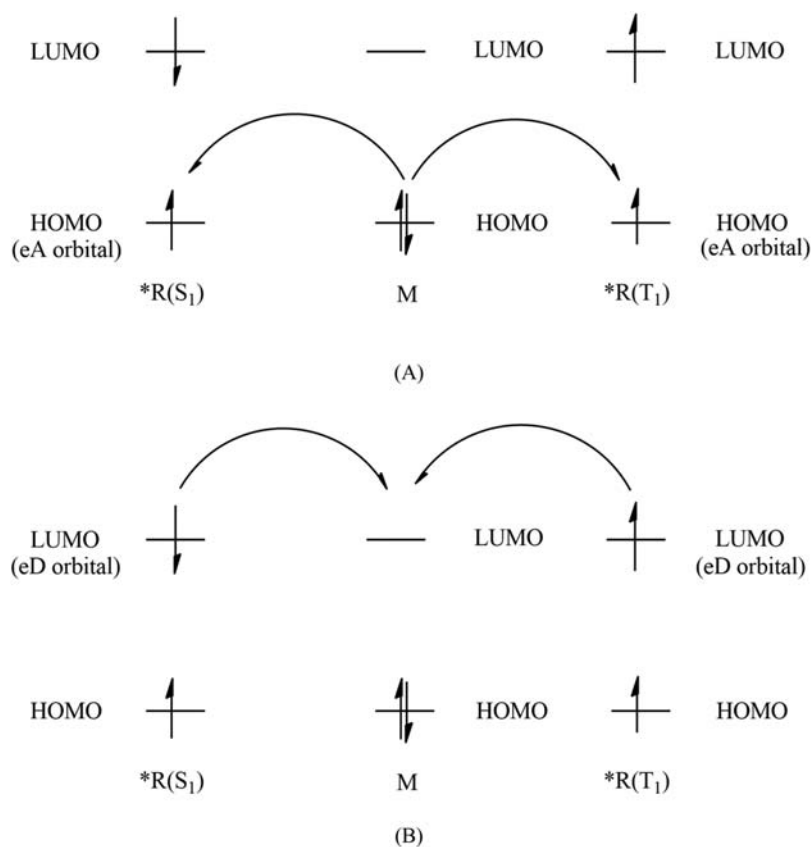 LUMO LUMO LUMO
HOMO HOMO HOMO
(eA orbital) (eA orbital)
*R(S₁) M *R(T₁)
(A)
LUMO LUMO LUMO
(eD orbital) (eD orbital)
HOMO HOMO HOMO
*R(S₁) M *R(T₁)
(B)